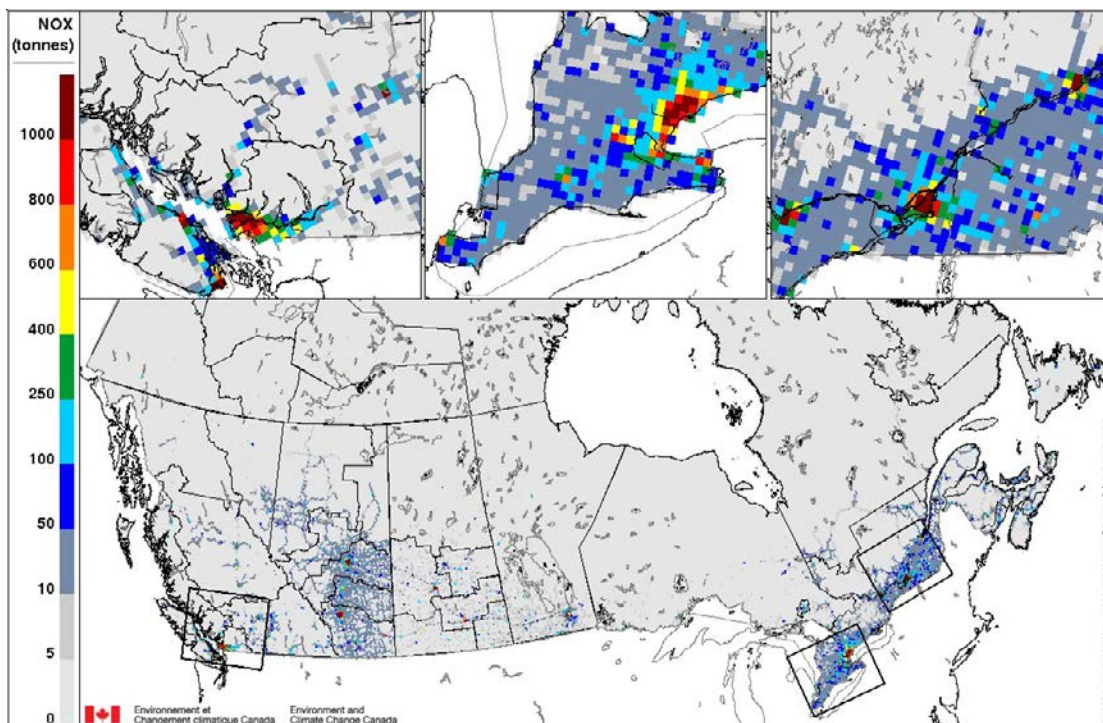 NOX
(tonnes)
1000
800
600
400
250
100
50
10
5
0
Environnement et
Changement climatique Canada
Environment and
Climate Change Canada